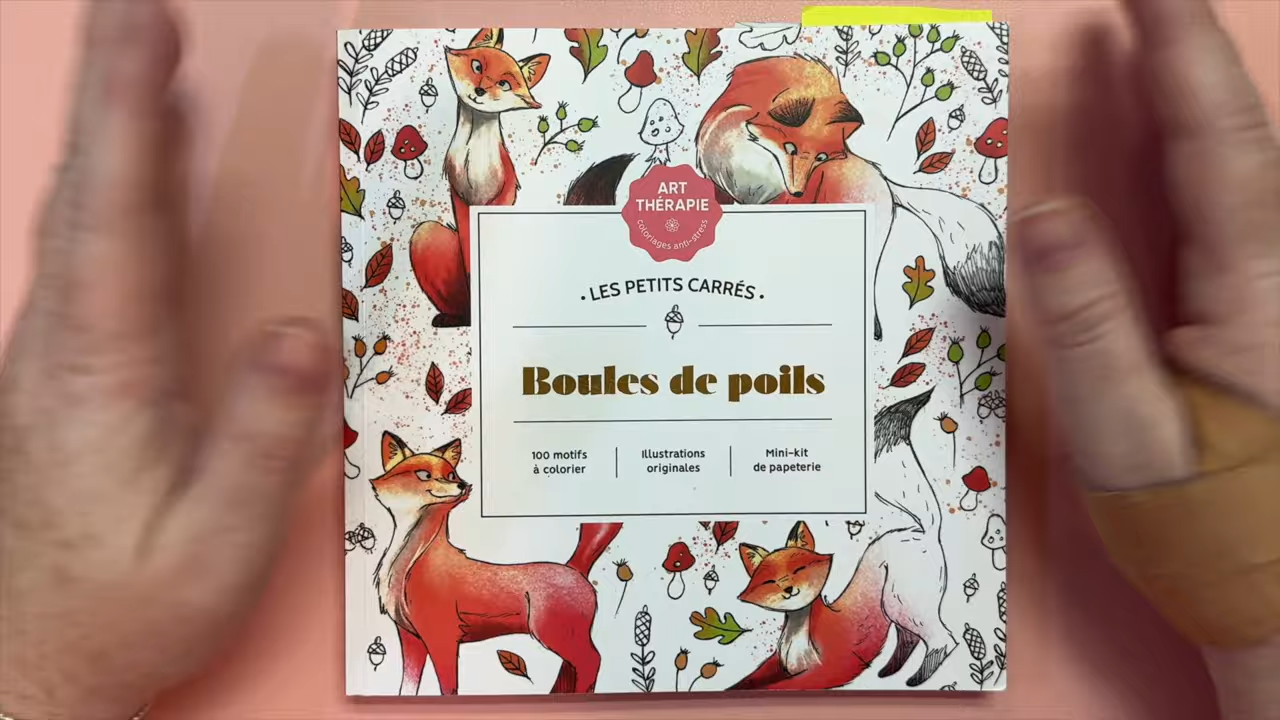 ART
THÉRAPIE
coloriages anti-stress
• LES PETITS CARRÉS •
Boules de poils
100 motifs
à colorier
Illustrations
originales
Mini-kit
de papeterie